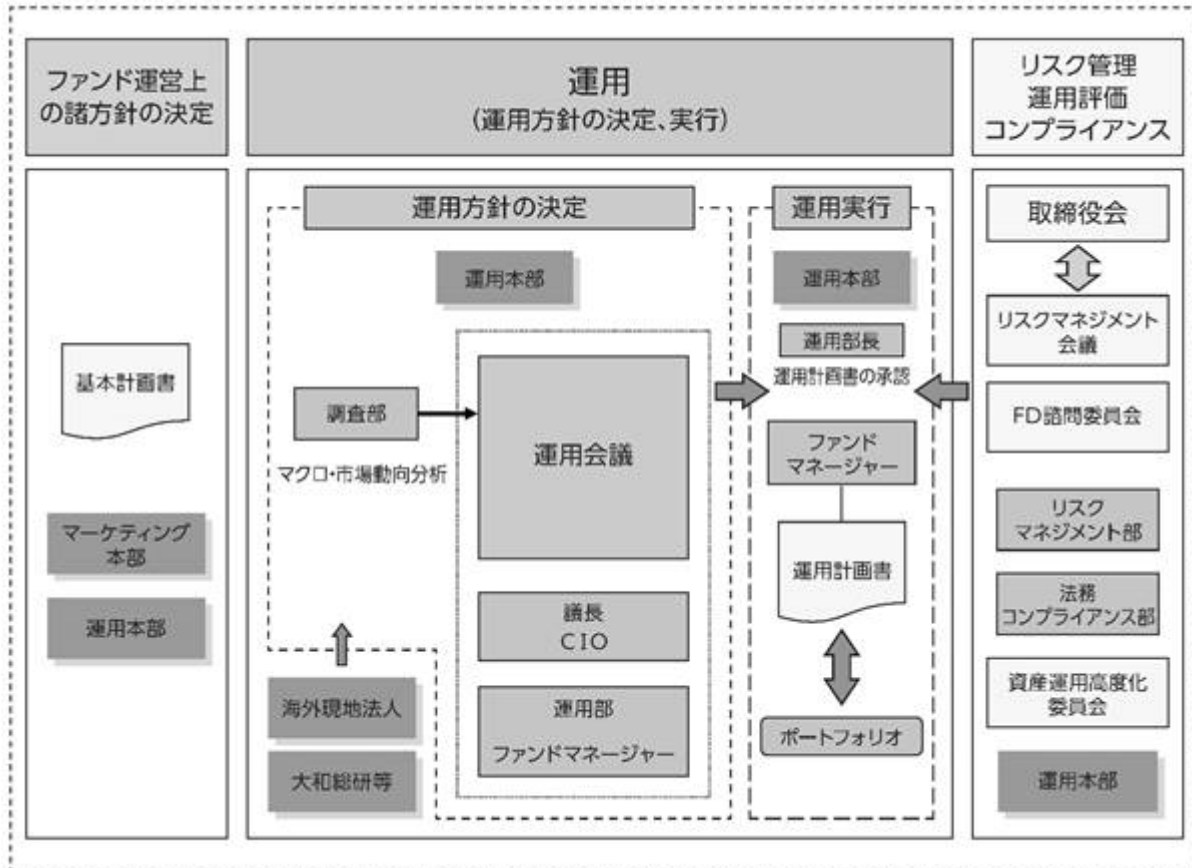 ファンド運営上
の諸方針の決定
運用
(運用方針の決定、実行)
リスク管理
運用評価
コンプライアンス
基本計画書
マーケティング
本部
運用本部
運用方針の決定
運用本部
調査部
マクロ・市場動向分析
運用会議
議長
CIO
運用部
ファンドマネージャー
海外現地法人
大和総研等
運用実行
運用本部
運用部長
運用計画書の承認
ファンド
マネージャー
運用計画書
ポートフォリオ
取締役会
リスクマネジメント
会議
FD諮問委員会
リスク
マネジメント部
法務
コンプライアンス部
資産運用高度化
委員会
運用本部